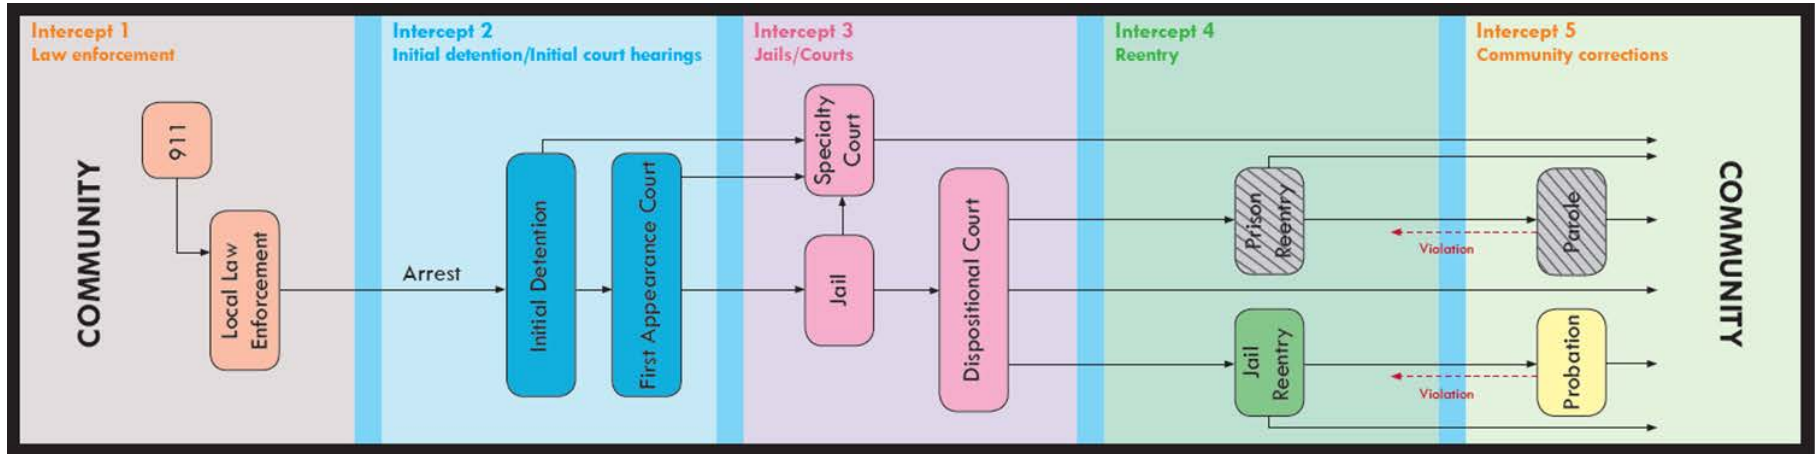 Intercept 1
Law enforcement
COMMUNITY
911
Local Law
Enforcement
Arrest
Intercept 2
Initial detention/Initial court hearings
Initial Detention
First Appearance Court
Intercept 3
Jails/Courts
Specialty
Court
Jail
Dispositional Court
Intercept 4
Reentry
Prison
Reentry
Violation
Jail
Reentry
Violation
Intercept 5
Community corrections
Parole
Probation
COMMUNITY